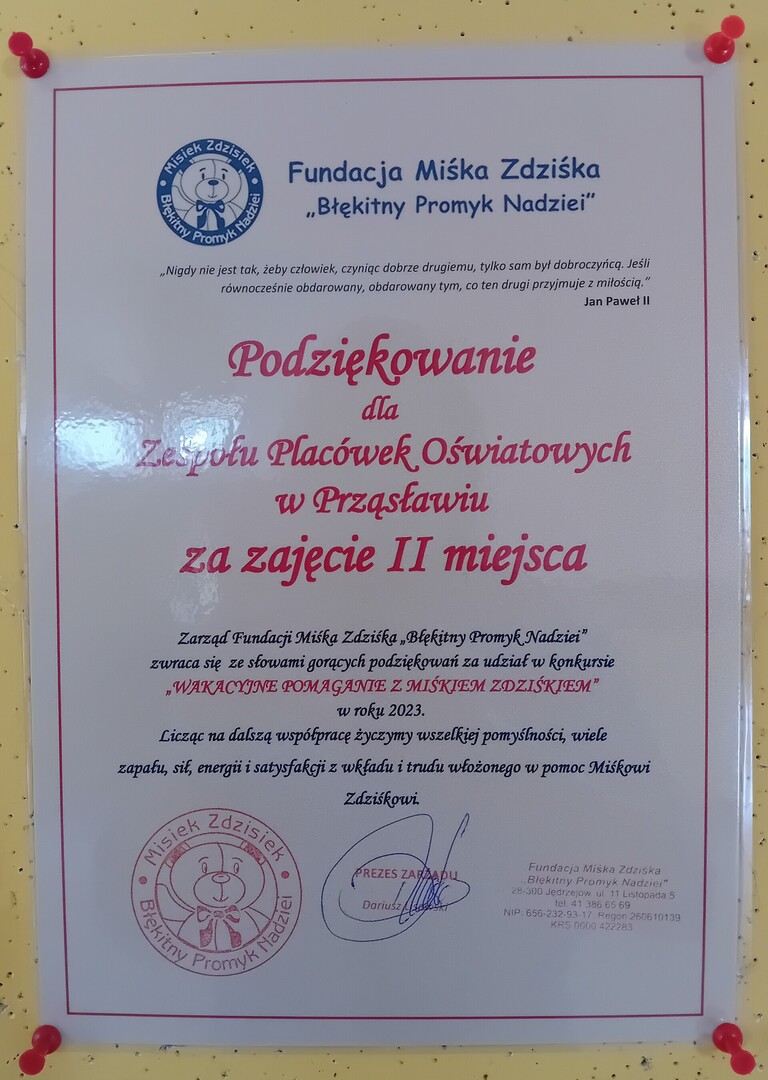 Misiek Zdzisiek
Błękitny Promyk Nadziei
Fundacja Miśka Zdziśka
„Błękitny Promyk Nadziei”
„Nigdy nie jest tak, żeby człowiek, czyniąc dobrze drugiemu, tylko sam był dobroczyńcą. Jeśli
równocześnie obdarowany, obdarowany tym, co ten drugi przyjmuje z miłością.”
Jan Paweł II
Podziękowanie
dla
Zespołu Placówek Oświatowych
w Prząsławiu
za zajęcie II miejsca
Zarząd Fundacji Miśka Zdziśka „Błękitny Promyk Nadziei”
zwraca się ze słowami gorących podziękowań za udział w konkursie
„WAKACYJNE POMAGANIE Z MIŚKIEM ZDZIŚKIEM”
w roku 2023.
Licząc na dalszą współpracę życzymy wszelkiej pomyślności, wiele
zapału, sił, energii i satysfakcji z wkładu i trudu włożonego w pomoc Miśkowi
Zdziśkowi.
Misiek Zdzisiek
Błękitny Promyk Nadziei
PREZES ZARZĄDU
Dariusz
Fundacja Miśka Zdziśka
„Błękitny Promyk Nadziei”
28-300 Jędrzejów, ul. 11 Listopada 5
tel. 41 386 65 69
NIP: 656-232-93-17, Regon 260610139
KRS 0000 422283